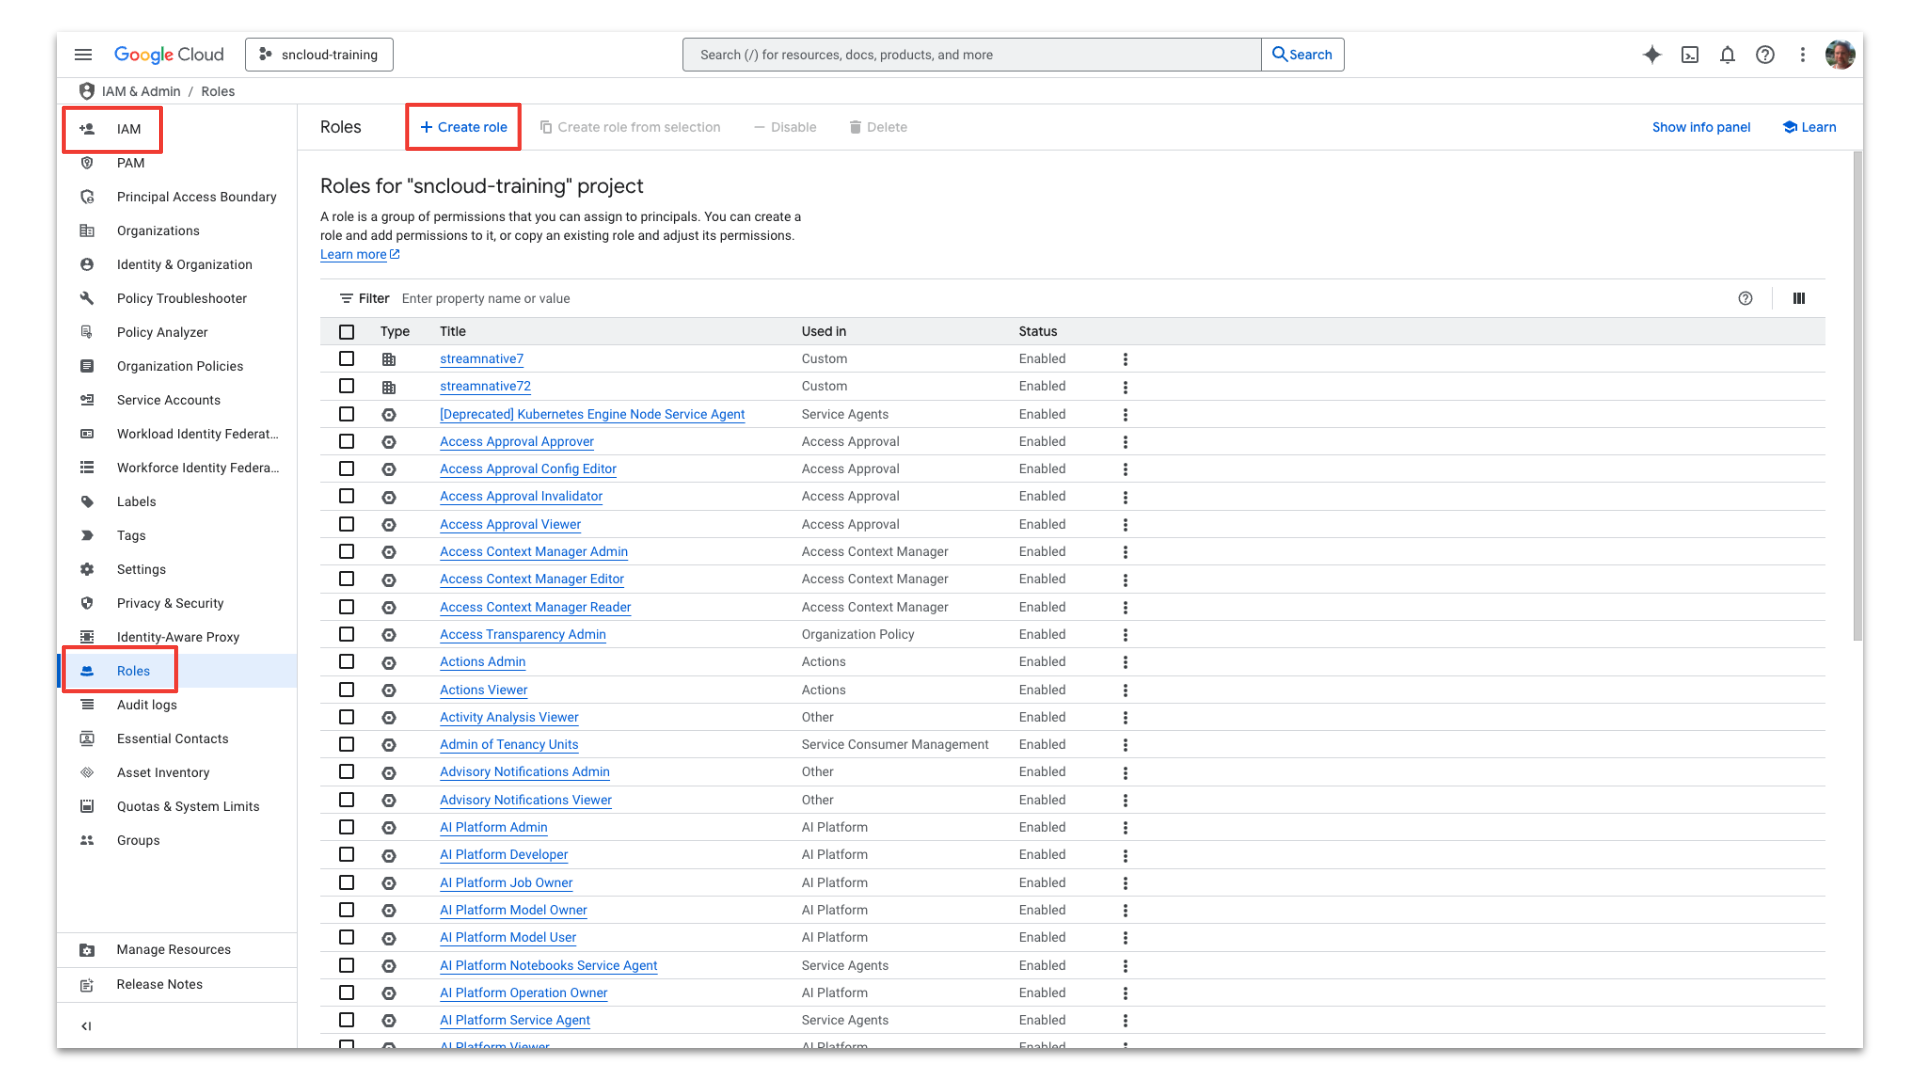 Google Cloud
sncloud-training
Search (/) for resources, docs, products, and more
Search
IAM & Admin / Roles
IAM
PAM
Principal Access Boundary
Organizations
Identity & Organization
Policy Troubleshooter
Policy Analyzer
Organization Policies
Service Accounts
Workload Identity Federat...
Workforce Identity Federa...
Labels
Tags
Settings
Privacy & Security
Identity-Aware Proxy
Roles
Audit logs
Essential Contacts
Asset Inventory
Quotas & System Limits
Groups
Manage Resources
Release Notes
Roles
Create role
Create role from selection
Disable
Delete
Show info panel
Learn
Roles for "sncloud-training" project
A role is a group of permissions that you can assign to principals. You can create a
role and add permissions to it, or copy an existing role and adjust its permissions.
Learn more
Filter Enter property name or value
Type Title Used in Status
streamnative7 Custom Enabled
streamnative72 Custom Enabled
[Deprecated] Kubernetes Engine Node Service Agent Service Agents Enabled
Access Approval Approver Access Approval Enabled
Access Approval Config Editor Access Approval Enabled
Access Approval Invalidator Access Approval Enabled
Access Approval Viewer Access Approval Enabled
Access Context Manager Admin Access Context Manager Enabled
Access Context Manager Editor Access Context Manager Enabled
Access Context Manager Reader Access Context Manager Enabled
Access Transparency Admin Organization Policy Enabled
Actions Admin Actions Enabled
Actions Viewer Actions Enabled
Activity Analysis Viewer Other Enabled
Admin of Tenancy Units Service Consumer Management Enabled
Advisory Notifications Admin Other Enabled
Advisory Notifications Viewer Other Enabled
AI Platform Admin AI Platform Enabled
AI Platform Developer AI Platform Enabled
AI Platform Job Owner AI Platform Enabled
AI Platform Model Owner AI Platform Enabled
AI Platform Model User AI Platform Enabled
AI Platform Notebooks Service Agent Service Agents Enabled
AI Platform Operation Owner AI Platform Enabled
AI Platform Service Agent Service Agents Enabled
AI Platform Viewer AI Platform Enabled